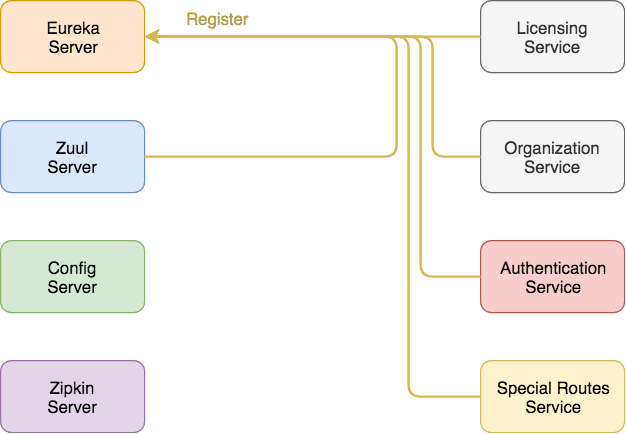 Register
Eureka
Server
Licensing
Service
Zuul
Server
Organization
Service
Config
Server
Authentication
Service
Zipkin
Server
Special Routes
Service